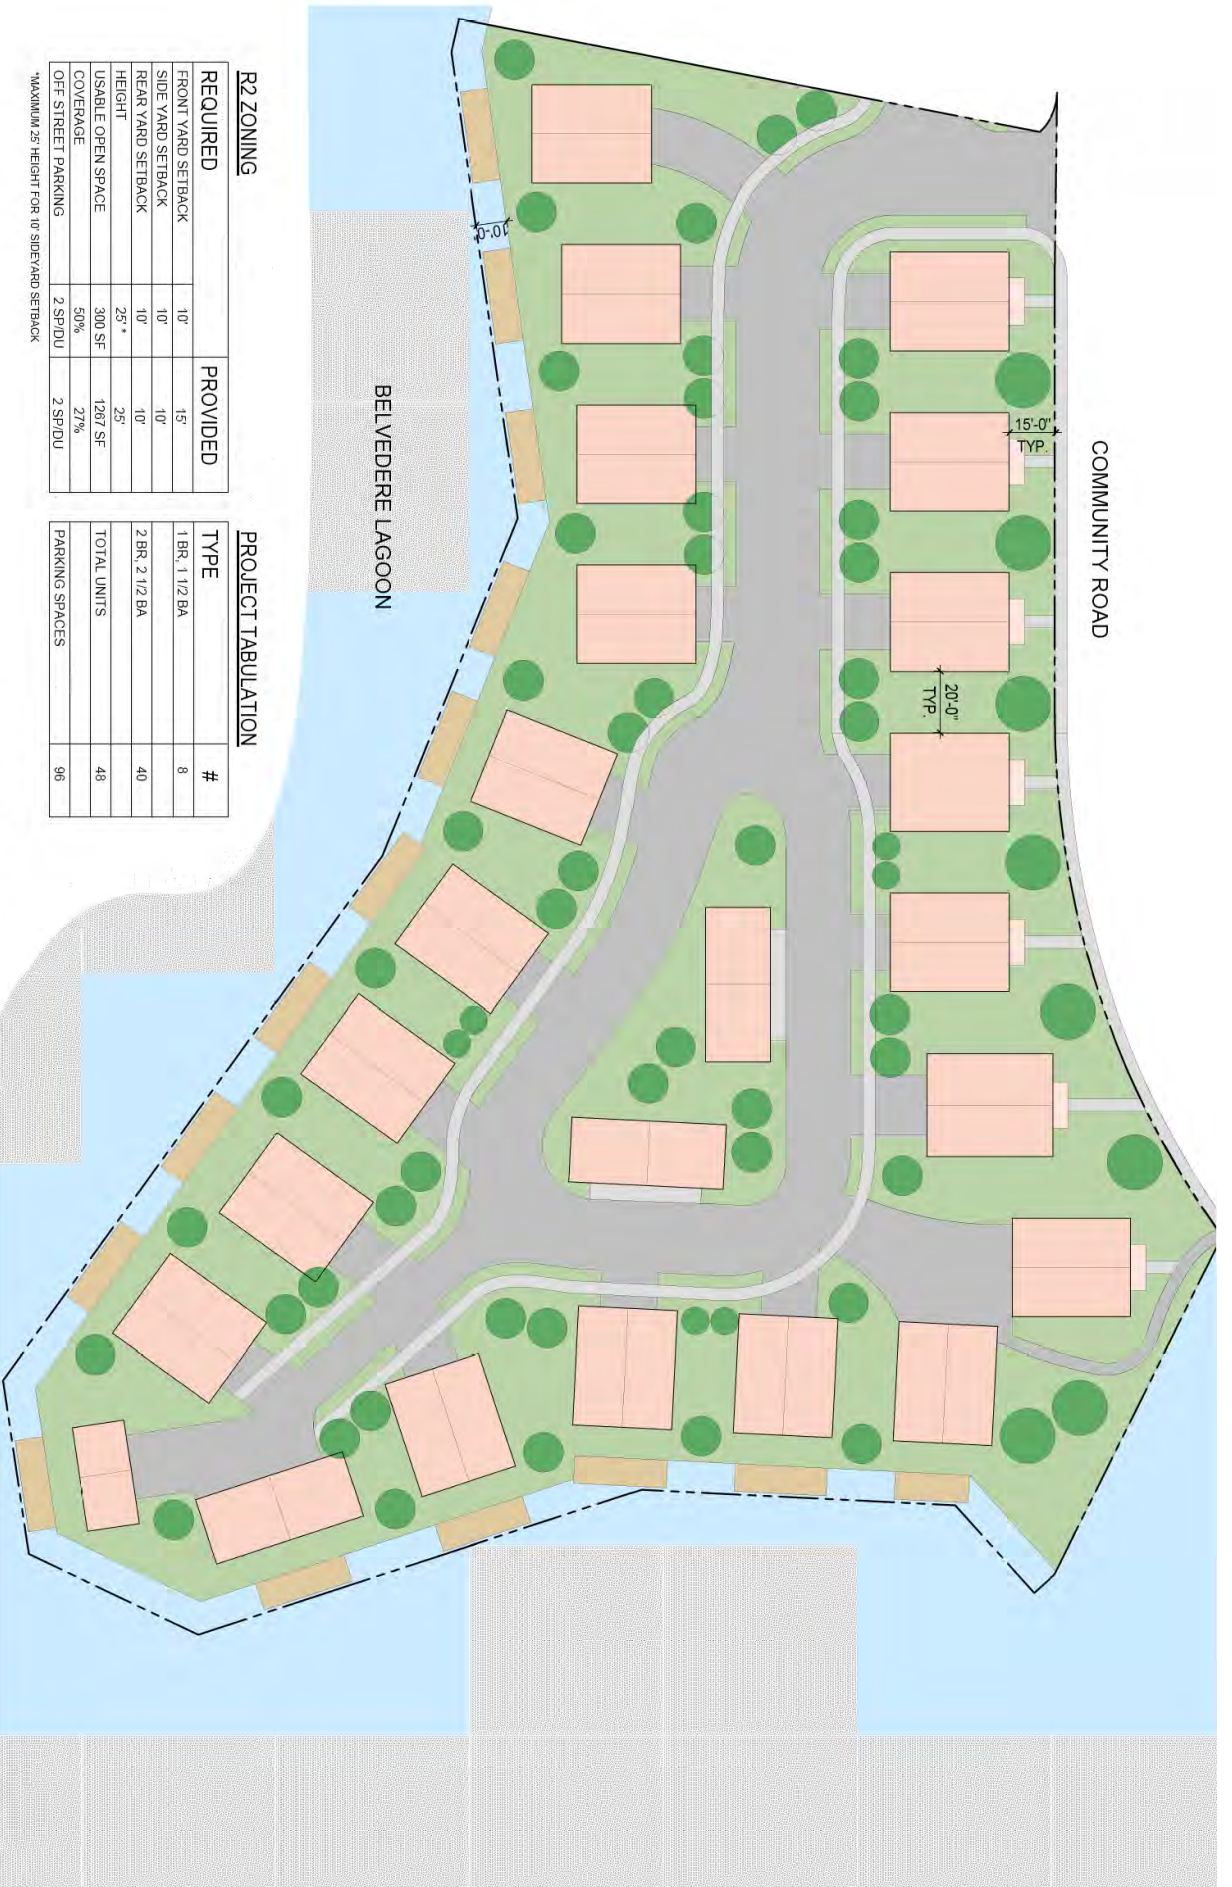 COMMUNITY ROAD
15'-0"
TYP.
20'-0"
TYP.
10'-0"
BELVEDERE LAGOON
R2 ZONING
REQUIRED PROVIDED
FRONT YARD SETBACK 10' 15'
SIDE YARD SETBACK 10' 10'
REAR YARD SETBACK 10' 10'
HEIGHT 25' * 25'
USABLE OPEN SPACE 300 SF 1267 SF
COVERAGE 50% 27%
OFF STREET PARKING 2 SP/DU 2 SP/DU
*MAXIMUM 25' HEIGHT FOR 10' SIDEYARD SETBACK
PROJECT TABULATION
TYPE #
1 BR, 1 1/2 BA 8
2 BR, 2 1/2 BA 40
TOTAL UNITS 48
PARKING SPACES 96